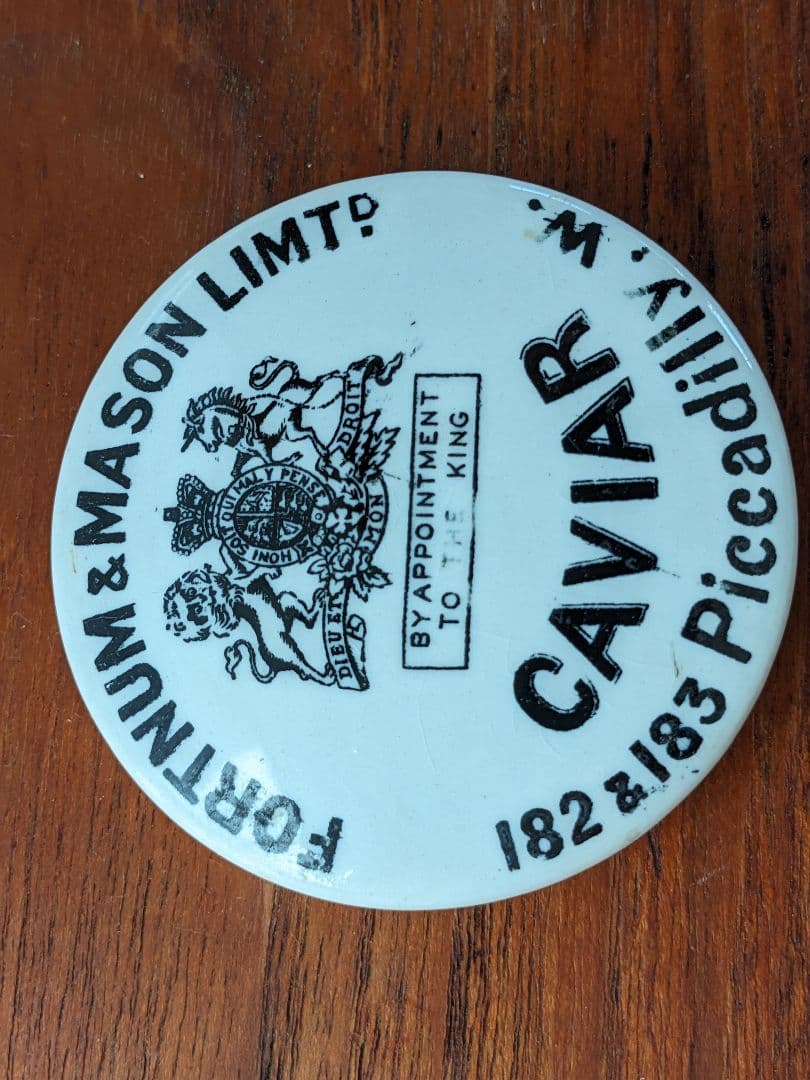 FORTNUM & MASON LIMTD.
HONI SOIT QUI MAL Y PENSE
DIEU ET MON DROIT
BY APPOINTMENT
TO THE KING
CAVIAR
182 & 183 Piccadilly, W.